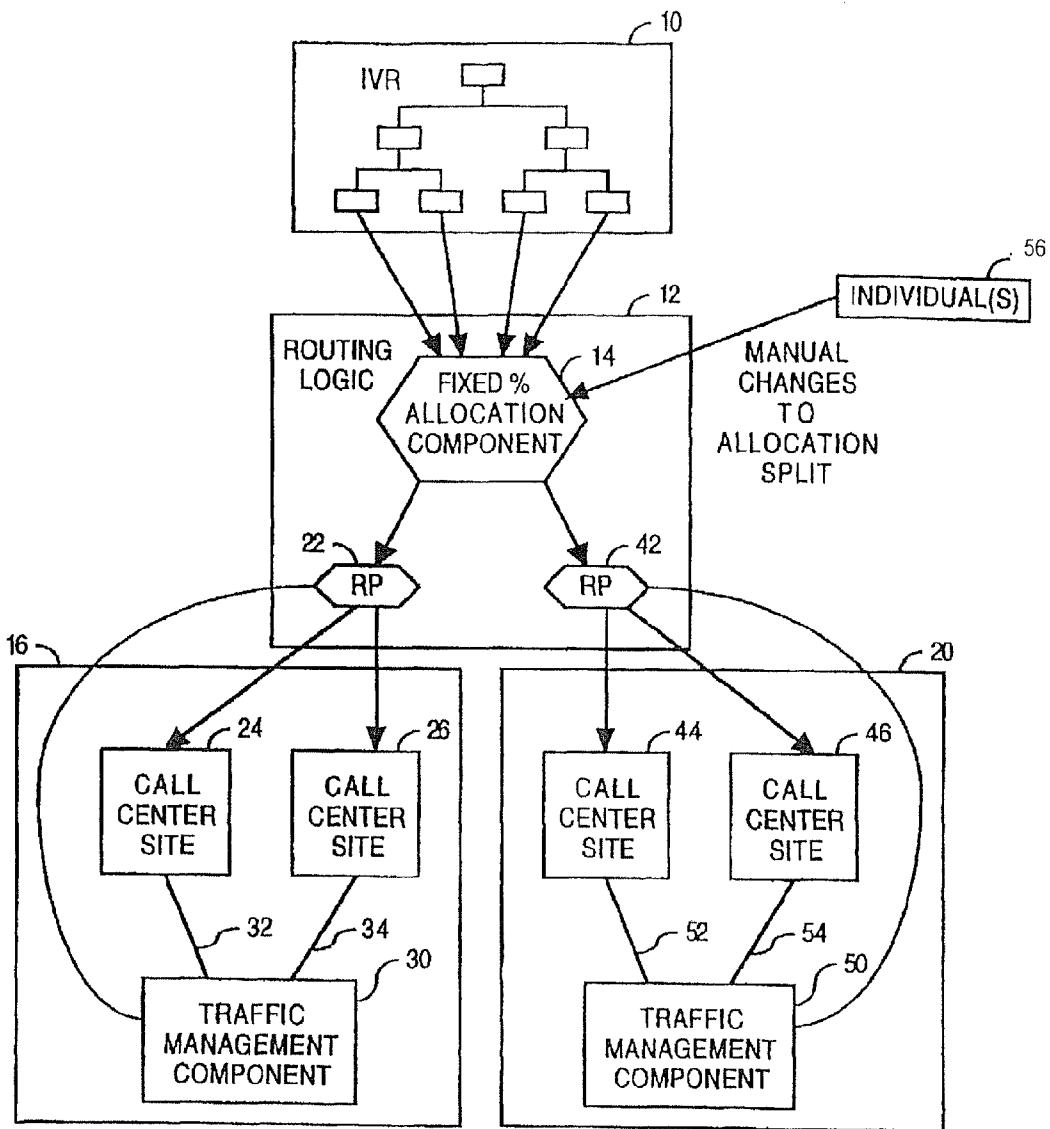 10
IVR
56
INDIVIDUAL(S)
12
ROUTING
LOGIC
14
FIXED %
ALLOCATION
COMPONENT
MANUAL
CHANGES
TO
ALLOCATION
SPLIT
22
RP
42
RP
16
20
24
CALL
CENTER
SITE
26
CALL
CENTER
SITE
44
CALL
CENTER
SITE
46
CALL
CENTER
SITE
32
34
30
TRAFFIC
MANAGEMENT
COMPONENT
52
54
50
TRAFFIC
MANAGEMENT
COMPONENT